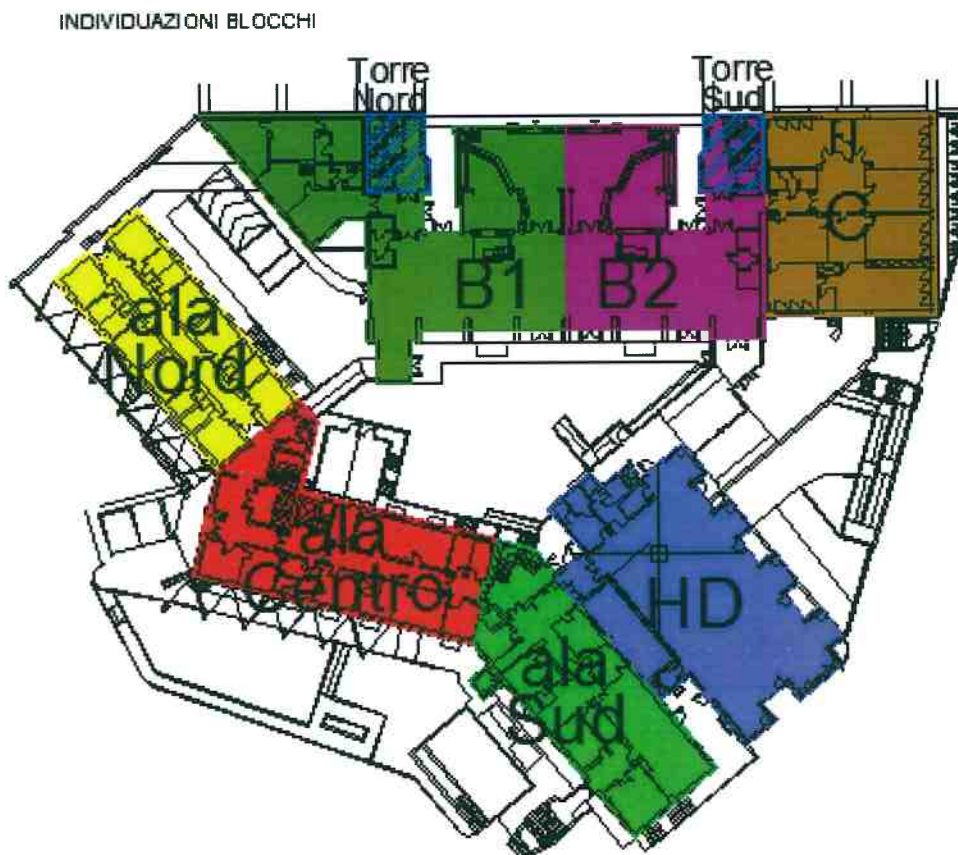 INDIVIDUAZIONI BLOCCHI
Torre
Nord
Torre
Sud
B1
B2
C
ala
Nord
ala
Centro
HD
ala
Sud